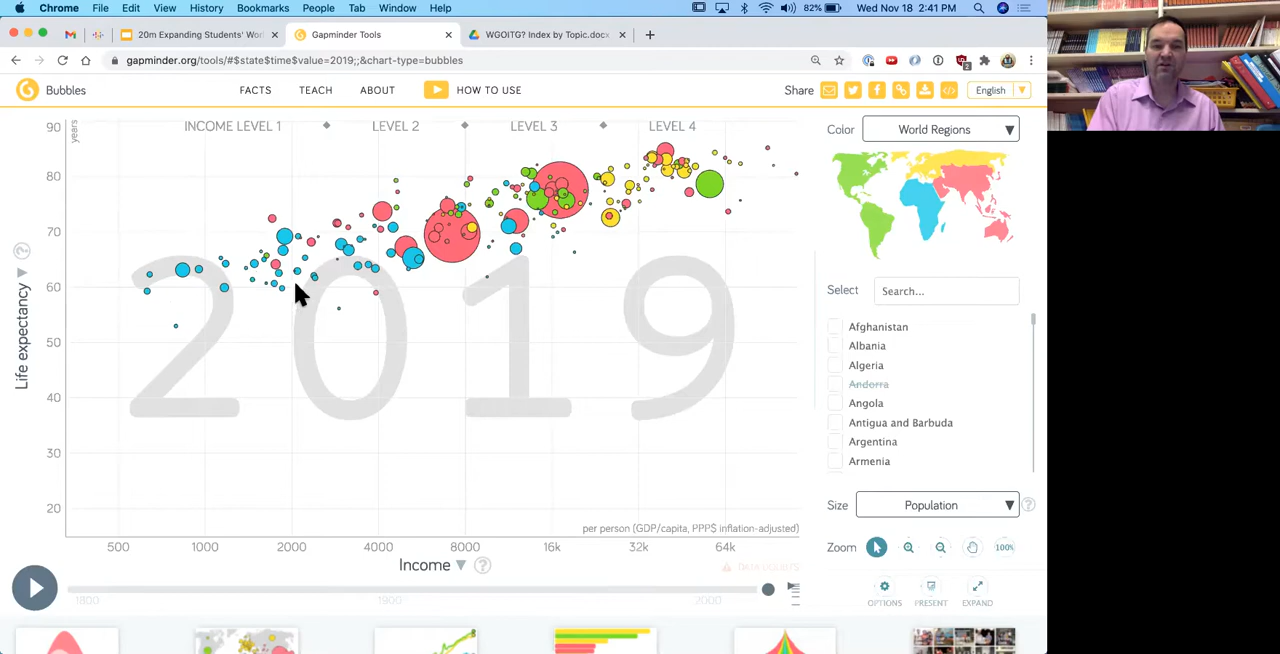 Chrome File Edit View History Bookmarks People Tab Window Help 82% Wed Nov 18 2:41 PM
20m Expanding Students' Wor Gapminder Tools WGOITG? Index by Topic.docx
gapminder.org/tools/#$state$time$value=2019;;&chart-type=bubbles
Bubbles FACTS TEACH ABOUT HOW TO USE Share English
years
90 INCOME LEVEL 1 LEVEL 2 LEVEL 3 LEVEL 4
80
70
60
50
40
30
20
Life expectancy
2019
per person (GDP/capita, PPP$ inflation-adjusted)
500 1000 2000 4000 8000 16k 32k 64k
Income ?
DATA DOUBTS
1800 1900 2000
Color World Regions
Select Search...
Afghanistan
Albania
Algeria
Andorra
Angola
Antigua and Barbuda
Argentina
Armenia
Size Population ?
Zoom 100%
OPTIONS PRESENT EXPAND